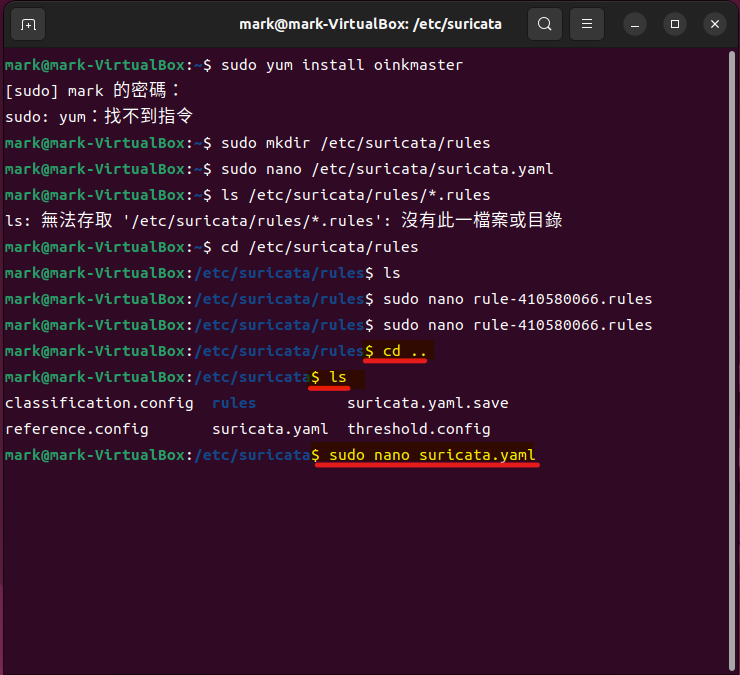 mark@mark-VirtualBox: /etc/suricata
mark@mark-VirtualBox:~$ sudo yum install oinkmaster
[sudo] mark 的密碼：
sudo: yum：找不到指令
mark@mark-VirtualBox:~$ sudo mkdir /etc/suricata/rules
mark@mark-VirtualBox:~$ sudo nano /etc/suricata/suricata.yaml
mark@mark-VirtualBox:~$ ls /etc/suricata/rules/*.rules
ls: 無法存取 '/etc/suricata/rules/*.rules': 沒有此一檔案或目錄
mark@mark-VirtualBox:~$ cd /etc/suricata/rules
mark@mark-VirtualBox:/etc/suricata/rules$ ls
mark@mark-VirtualBox:/etc/suricata/rules$ sudo nano rule-410580066.rules
mark@mark-VirtualBox:/etc/suricata/rules$ sudo nano rule-410580066.rules
mark@mark-VirtualBox:/etc/suricata/rules$ cd ..
mark@mark-VirtualBox:/etc/suricata$ ls
classification.config  rules          suricata.yaml.save
reference.config       suricata.yaml  threshold.config
mark@mark-VirtualBox:/etc/suricata$ sudo nano suricata.yaml